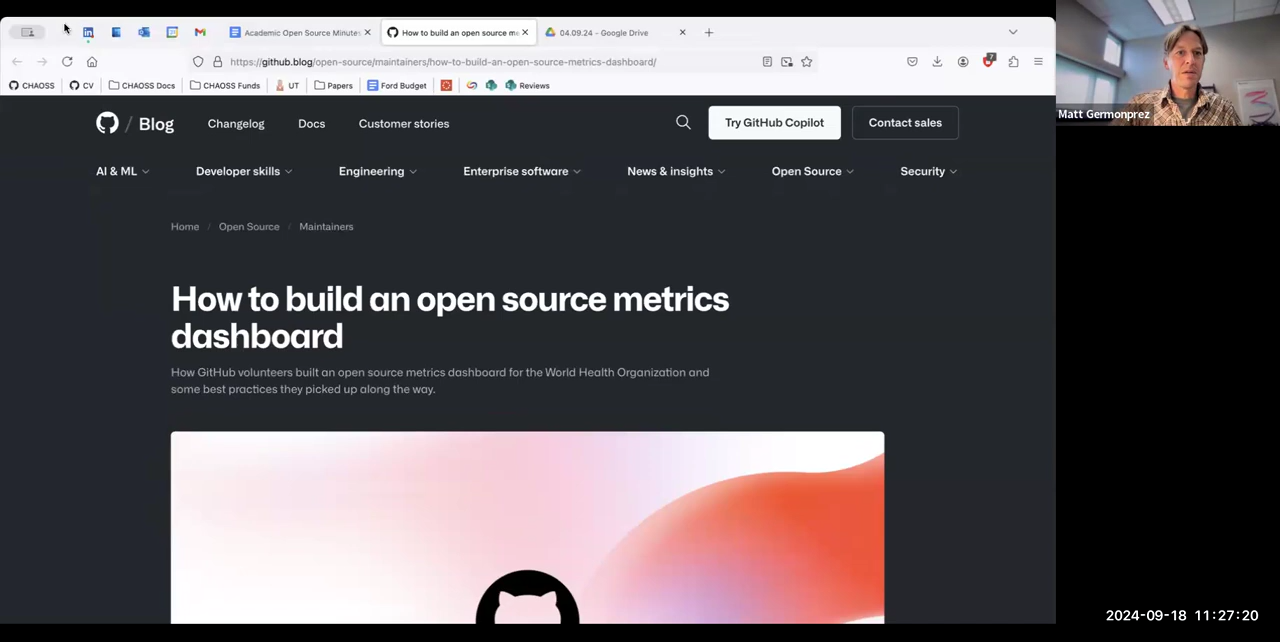 Academic Open Source Minute
How to build an open source m
04.09.24 - Google Drive
https://github.blog/open-source/maintainers/how-to-build-an-open-source-metrics-dashboard/
7
CHAOSS
CV
CHAOSS Docs
CHAOSS Funds
UT
Papers
Ford Budget
Reviews
/ Blog
Changelog
Docs
Customer stories
Try GitHub Copilot
Contact sales
AI & ML
Developer skills
Engineering
Enterprise software
News & insights
Open Source
Security
Home / Open Source / Maintainers
How to build an open source metrics
dashboard
How GitHub volunteers built an open source metrics dashboard for the World Health Organization and
some best practices they picked up along the way.
Matt Germonprez
2024-09-18 11:27:20